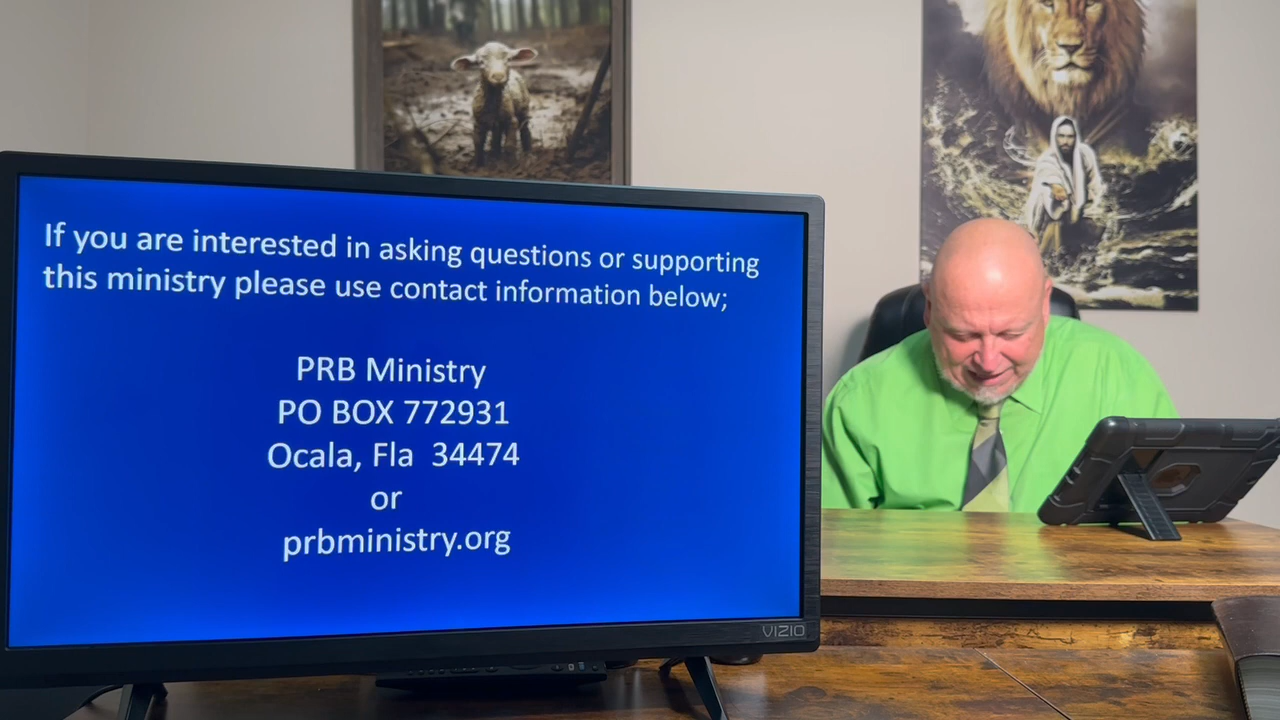 If you are interested in asking questions or supporting
this ministry please use contact information below;
PRB Ministry
PO BOX 772931
Ocala, Fla 34474
or
prbministry.org
VIZIO